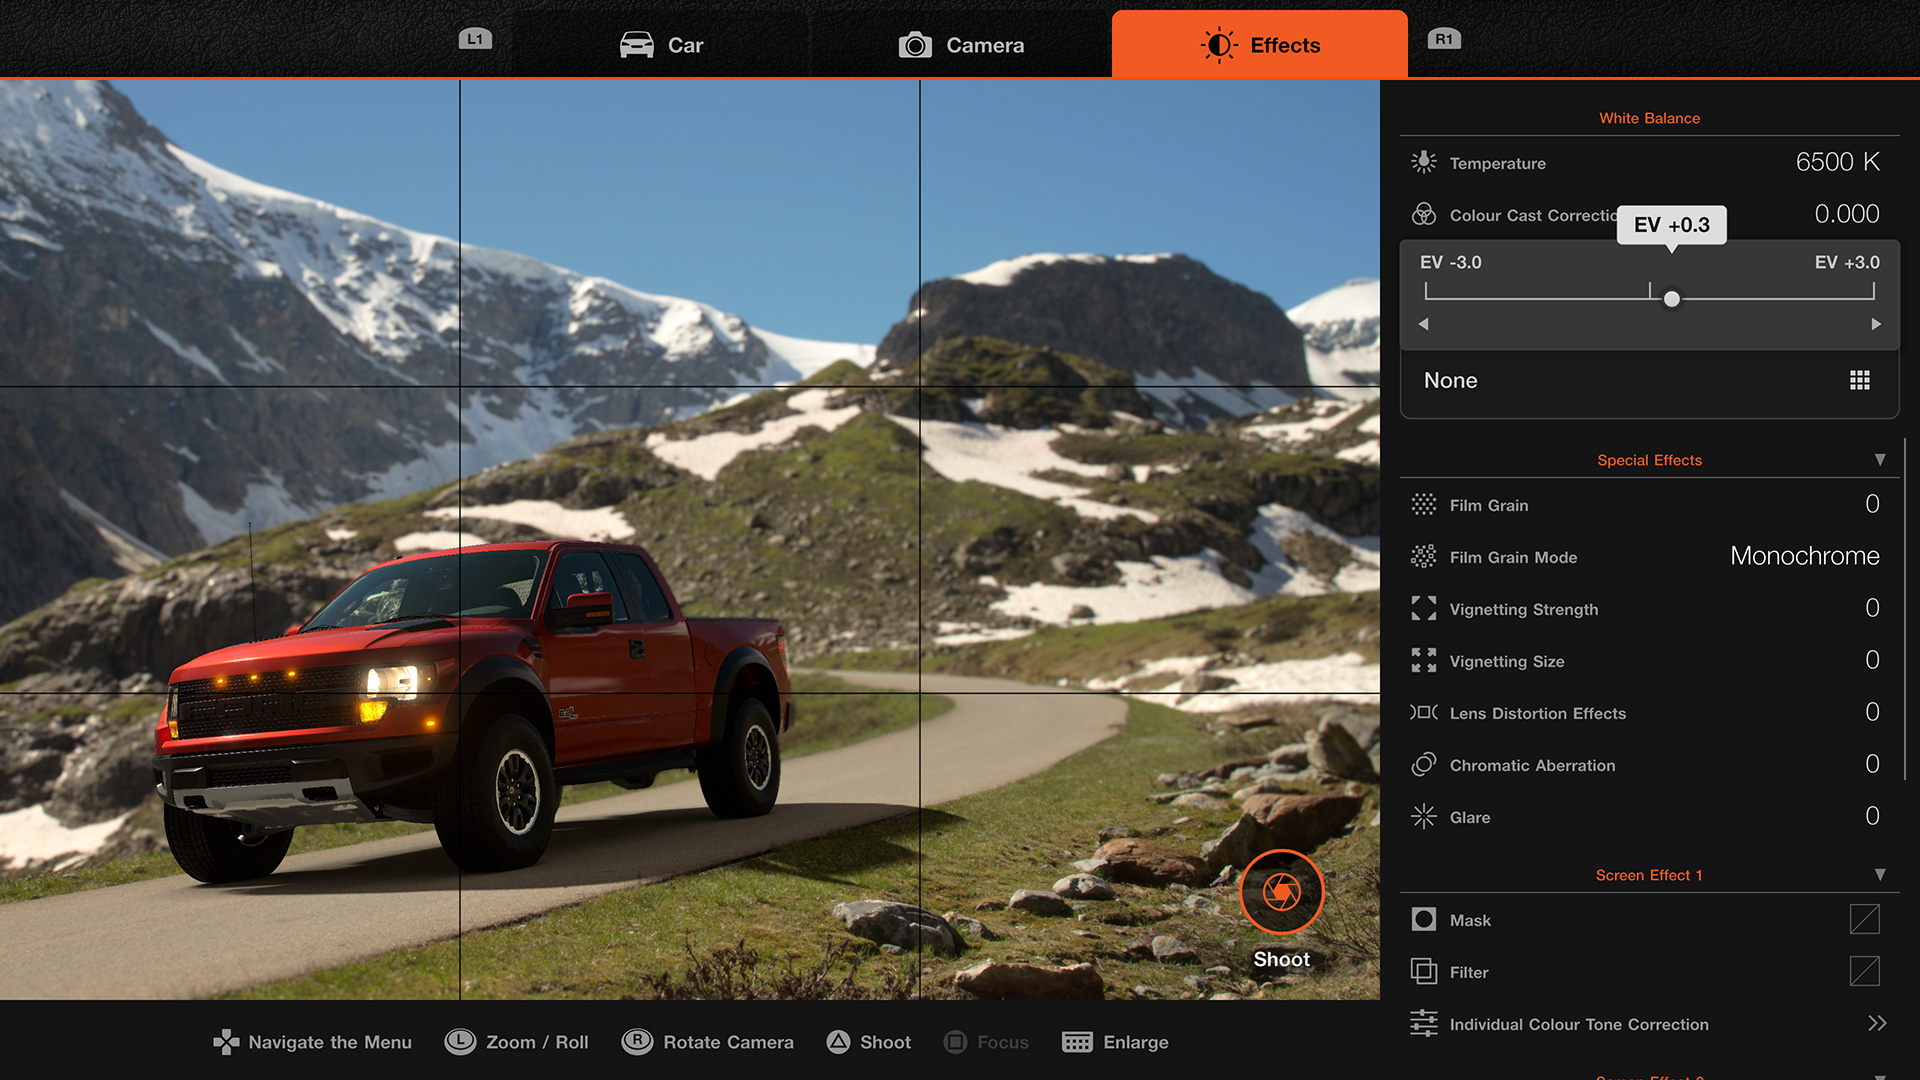 L1
Car
Camera
Effects
R1
White Balance
Temperature 6500 K
Colour Cast Correctio 0.000
EV +0.3
EV -3.0 EV +3.0
None
Special Effects
Film Grain 0
Film Grain Mode Monochrome
Vignetting Strength 0
Vignetting Size 0
Lens Distortion Effects 0
Chromatic Aberration 0
Glare 0
Screen Effect 1
Mask
Filter
Individual Colour Tone Correction
Shoot
Navigate the Menu
L Zoom / Roll
R Rotate Camera
Shoot
Focus
Enlarge